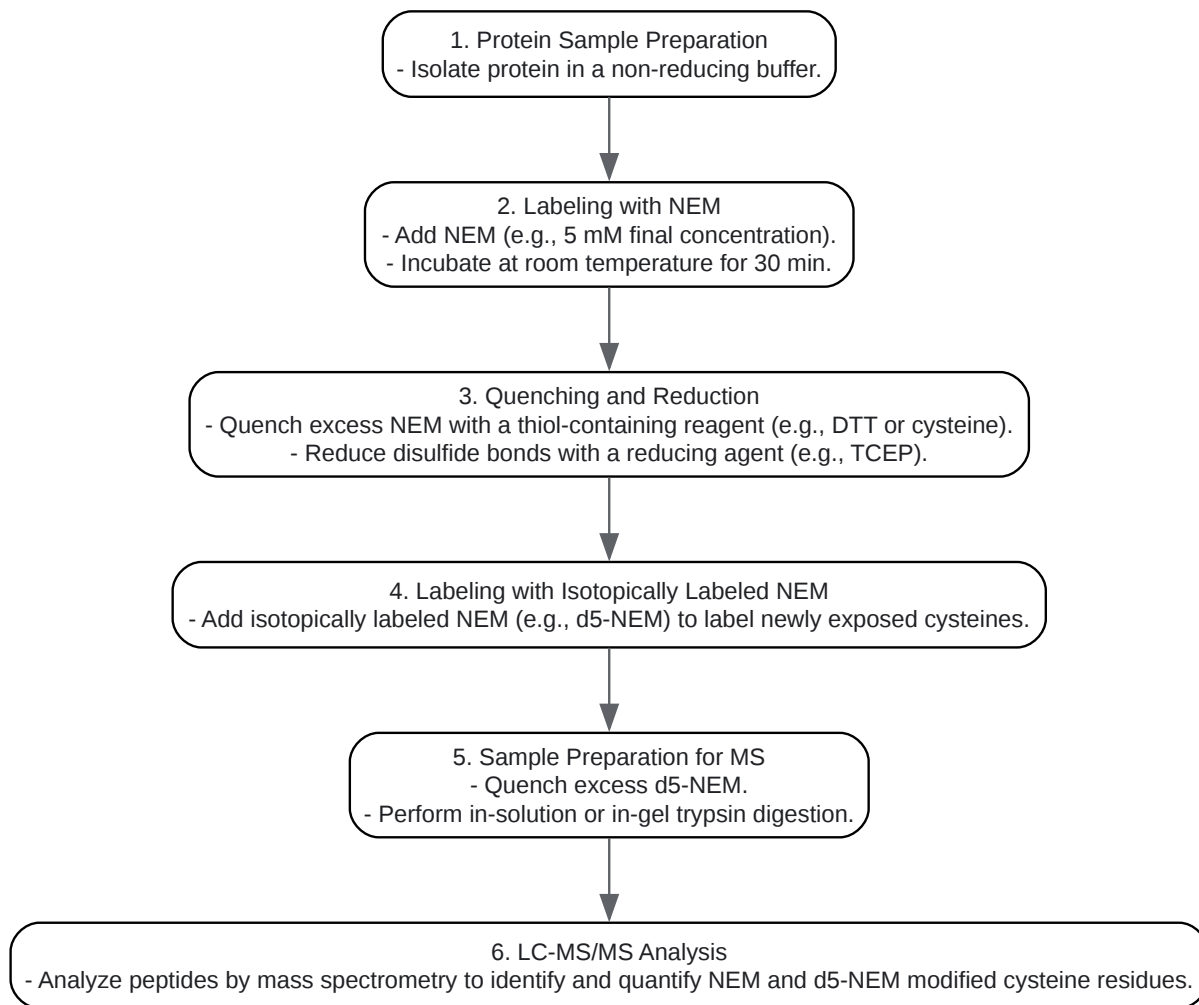 1. Protein Sample Preparation
- Isolate protein in a non-reducing buffer.
2. Labeling with NEM
- Add NEM (e.g., 5 mM final concentration).
- Incubate at room temperature for 30 min.
3. Quenching and Reduction
- Quench excess NEM with a thiol-containing reagent (e.g., DTT or cysteine).
- Reduce disulfide bonds with a reducing agent (e.g., TCEP).
4. Labeling with Isotopically Labeled NEM
- Add isotopically labeled NEM (e.g., d5-NEM) to label newly exposed cysteines.
5. Sample Preparation for MS
- Quench excess d5-NEM.
- Perform in-solution or in-gel trypsin digestion.
6. LC-MS/MS Analysis
- Analyze peptides by mass spectrometry to identify and quantify NEM and d5-NEM modified cysteine residues.